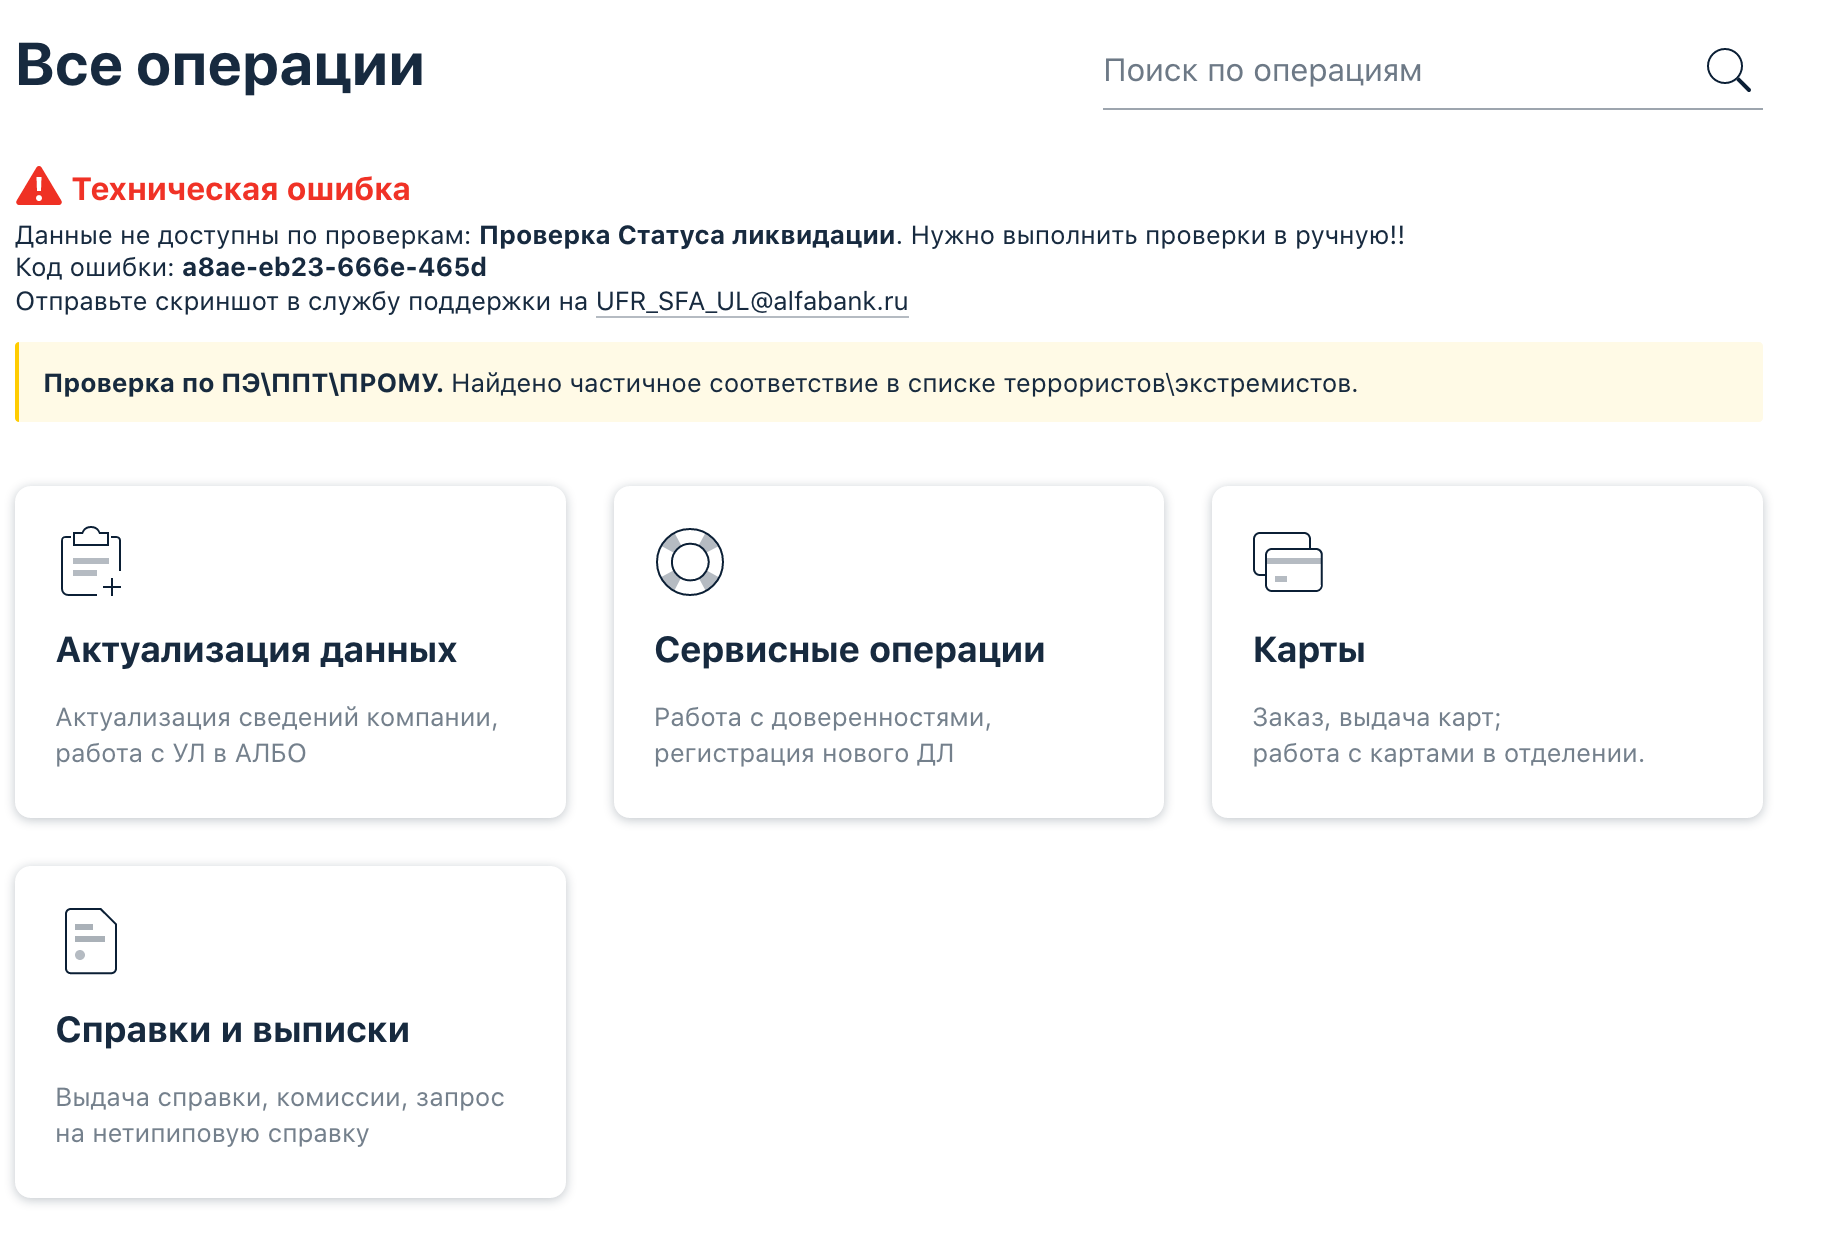 Все операции
Поиск по операциям
Техническая ошибка
Данные не доступны по проверкам: Проверка Статуса ликвидации. Нужно выполнить проверки в ручную!!
Код ошибки: a8ae-eb23-666e-465d
Отправьте скриншот в службу поддержки на UFR_SFA_UL@alfabank.ru
Проверка по ПЭ\ППТ\ПРОМУ. Найдено частичное соответствие в списке террористов\экстремистов.
Актуализация данных
Актуализация сведений компании,
работа с УЛ в АЛБО
Сервисные операции
Работа с доверенностями,
регистрация нового ДЛ
Карты
Заказ, выдача карт;
работа с картами в отделении.
Справки и выписки
Выдача справки, комиссии, запрос
на нетипиповую справку